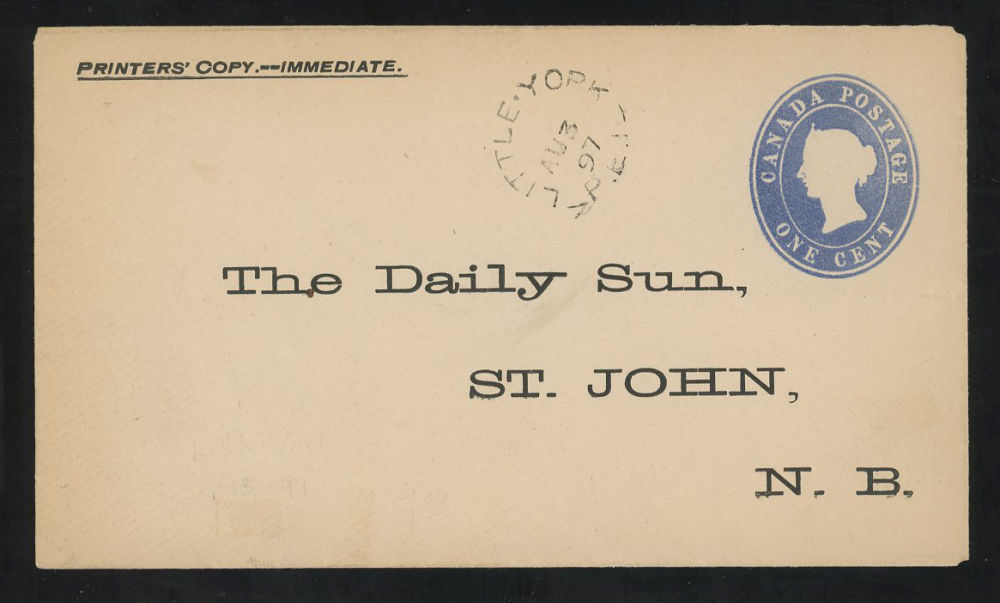 PRINTERS' COPY.--IMMEDIATE.
LITTLE YORK
P.E.I.
AU 3
97
CANADA POSTAGE
ONE CENT
The Daily Sun,
ST. JOHN,
N. B.